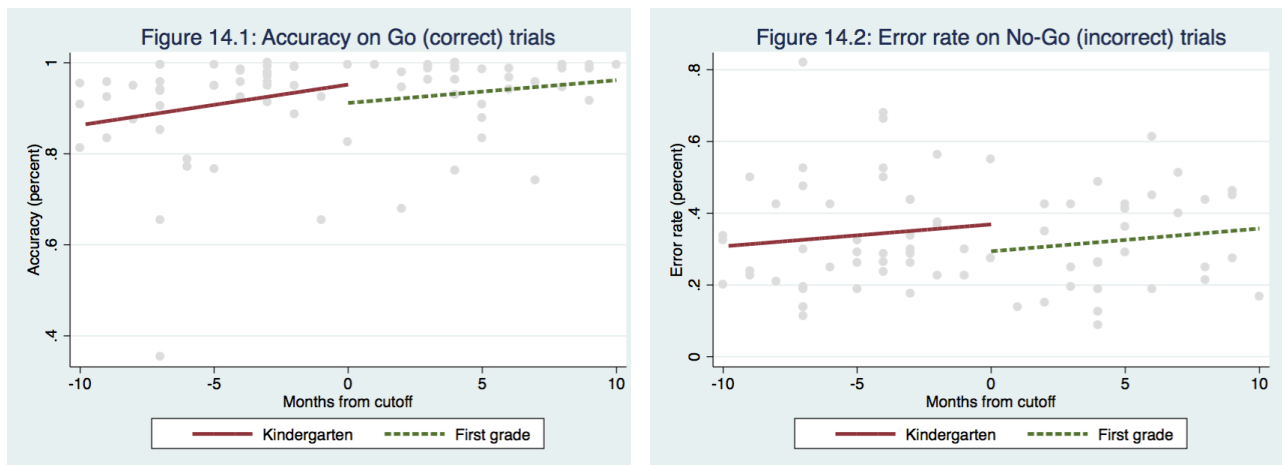 Figure 14.1: Accuracy on Go (correct) trials
Accuracy (percent)
1
.8
.6
.4
-10 -5 0 5 10
Months from cutoff
Kindergarten First grade
Figure 14.2: Error rate on No-Go (incorrect) trials
Error rate (percent)
.8
.6
.4
.2
0
-10 -5 0 5 10
Months from cutoff
Kindergarten First grade